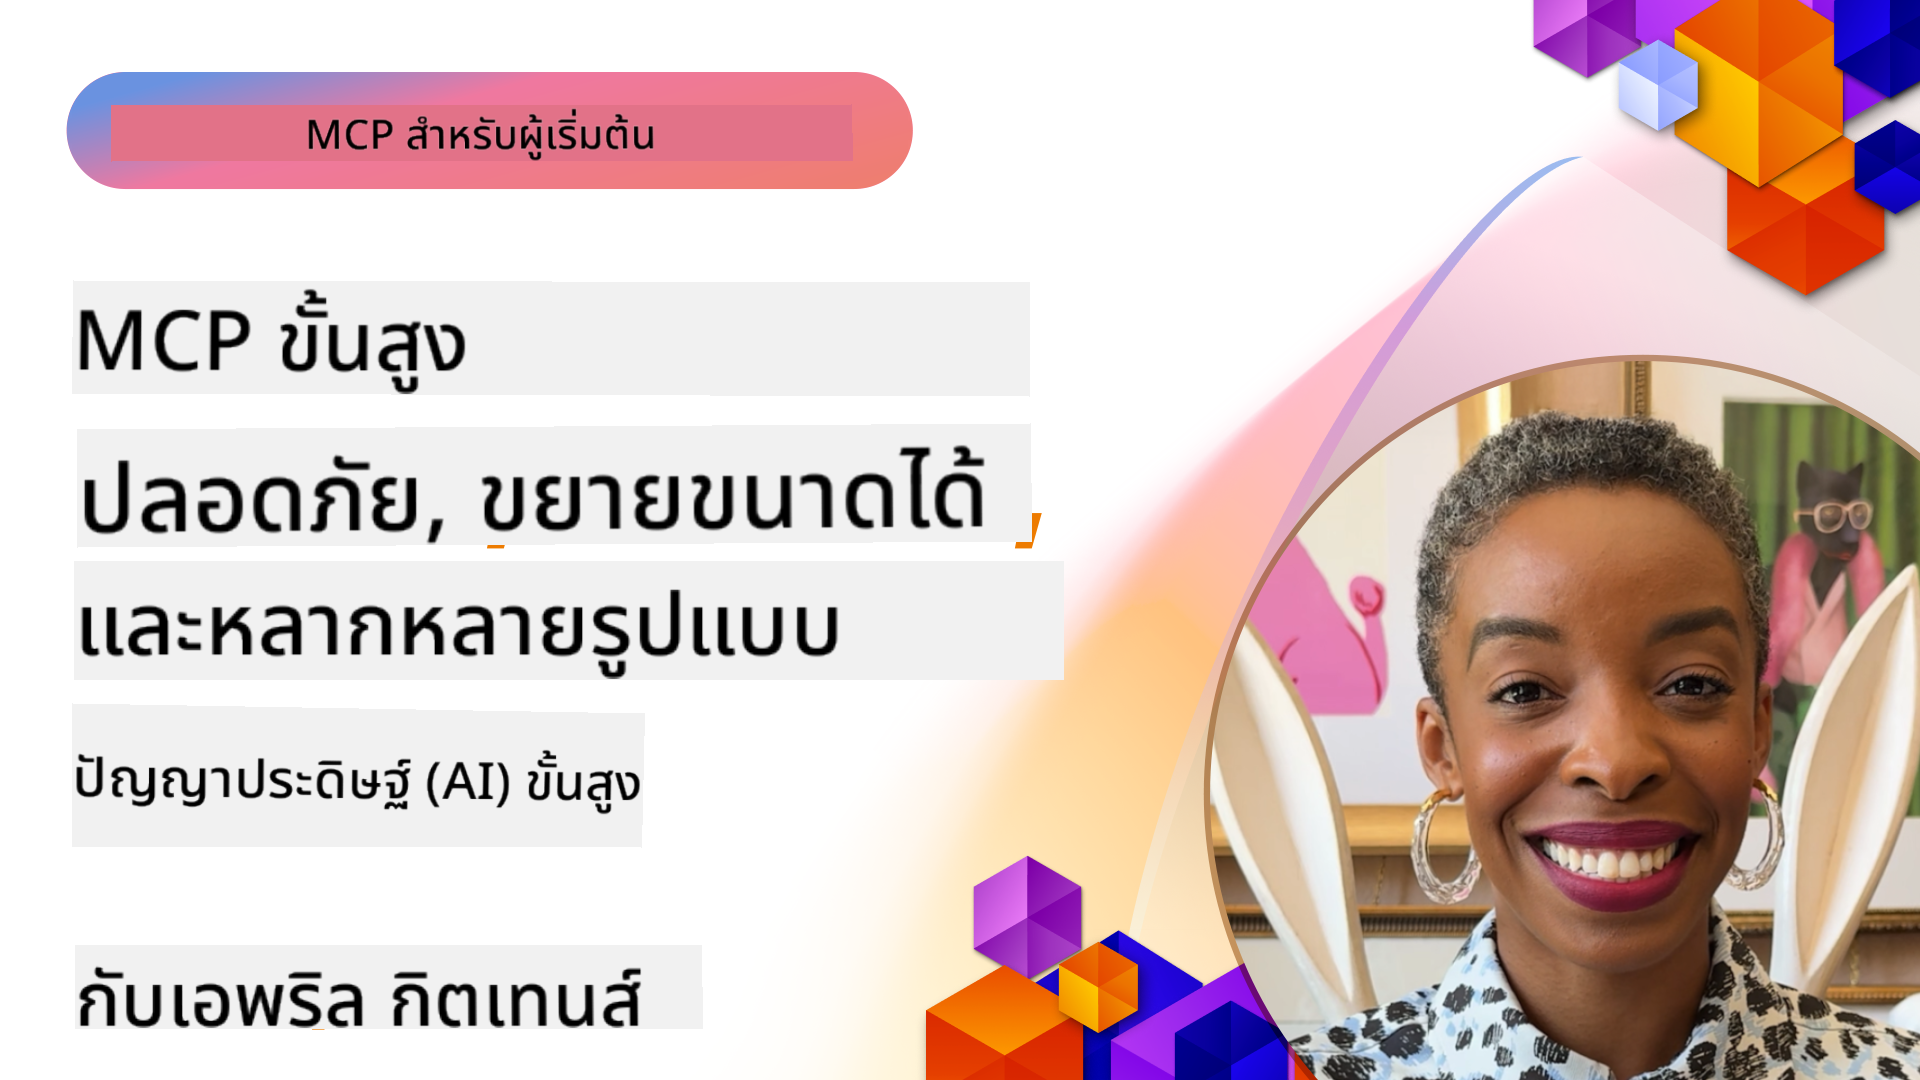 MCP สำหรับผู้เริ่มต้น
MCP ขั้นสูง
ปลอดภัย, ขยายขนาดได้
และหลากหลายรูปแบบ
ปัญญาประดิษฐ์ (AI) ขั้นสูง
กับเอพริล กิตเทนส์